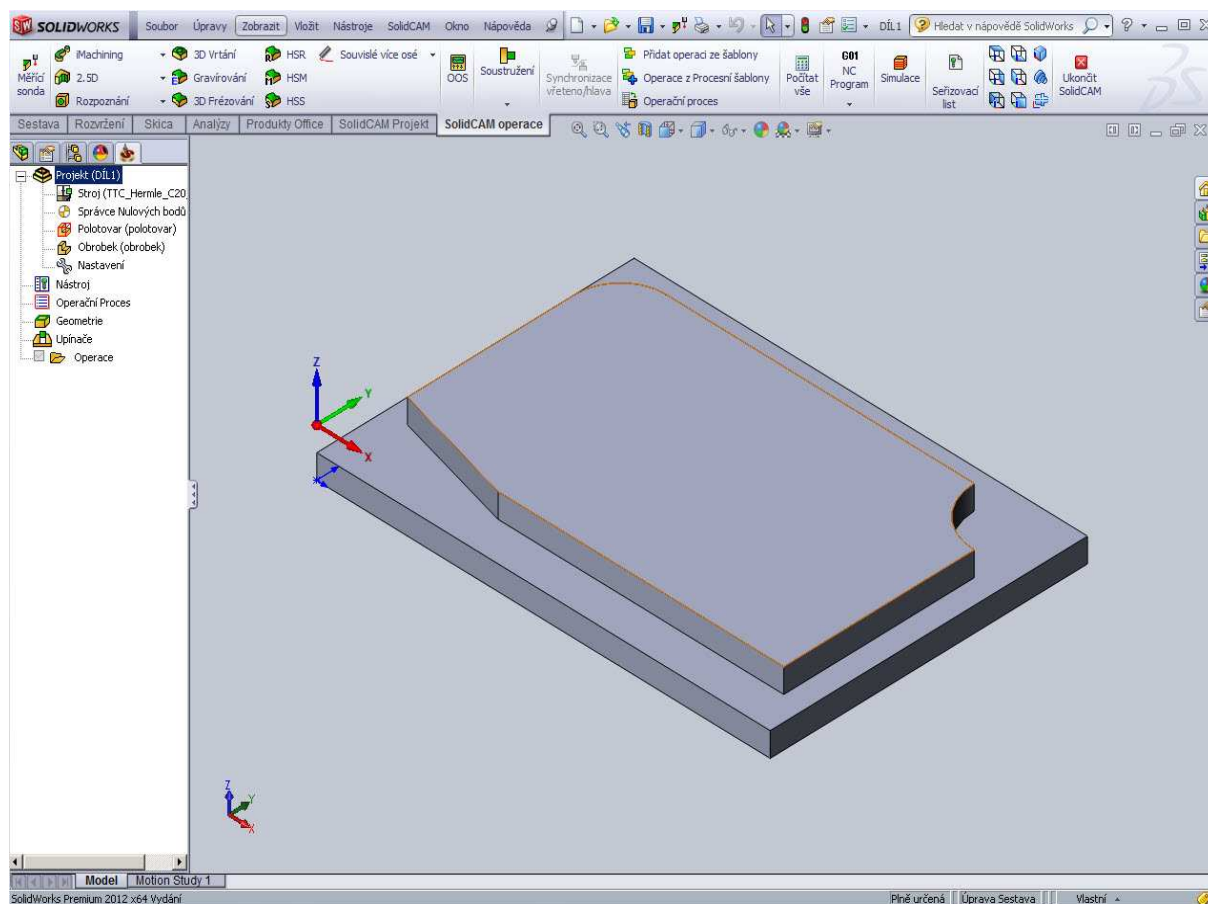 SOLIDWORKS Soubor Úpravy Zobrazit Vložit Nástroje SolidCAM Okno Nápověda DÍL1 Hledat v nápovědě SolidWorks
Měřící sonda
iMachining
2.5D
Rozpoznání
3D Vrtání
Gravírování
3D Frézování
HSR
HSM
HSS
Souvislé více osé
OOS
Soustružení
Synchronizace vřeteno/hlava
Přidat operaci ze šablony
Operace z Procesní šablony
Operační proces
Počítat vše
G01
NC Program
Simulace
Seřizovací list
Ukončit SolidCAM
Sestava Rozvržení Skica Analýzy Produkty Office SolidCAM Projekt SolidCAM operace
Projekt (DÍL1)
Stroj (TTC_Hermle_C20
Správce Nulových bodů
Polotovar (polotovar)
Obrobek (obrobek)
Nastavení
Nástroj
Operační Proces
Geometrie
Upínače
Operace
Z
Y
X
Z
Y
X
Model Motion Study 1
SolidWorks Premium 2012 x64 Vydání Plně určená Úprava Sestava Vlastní